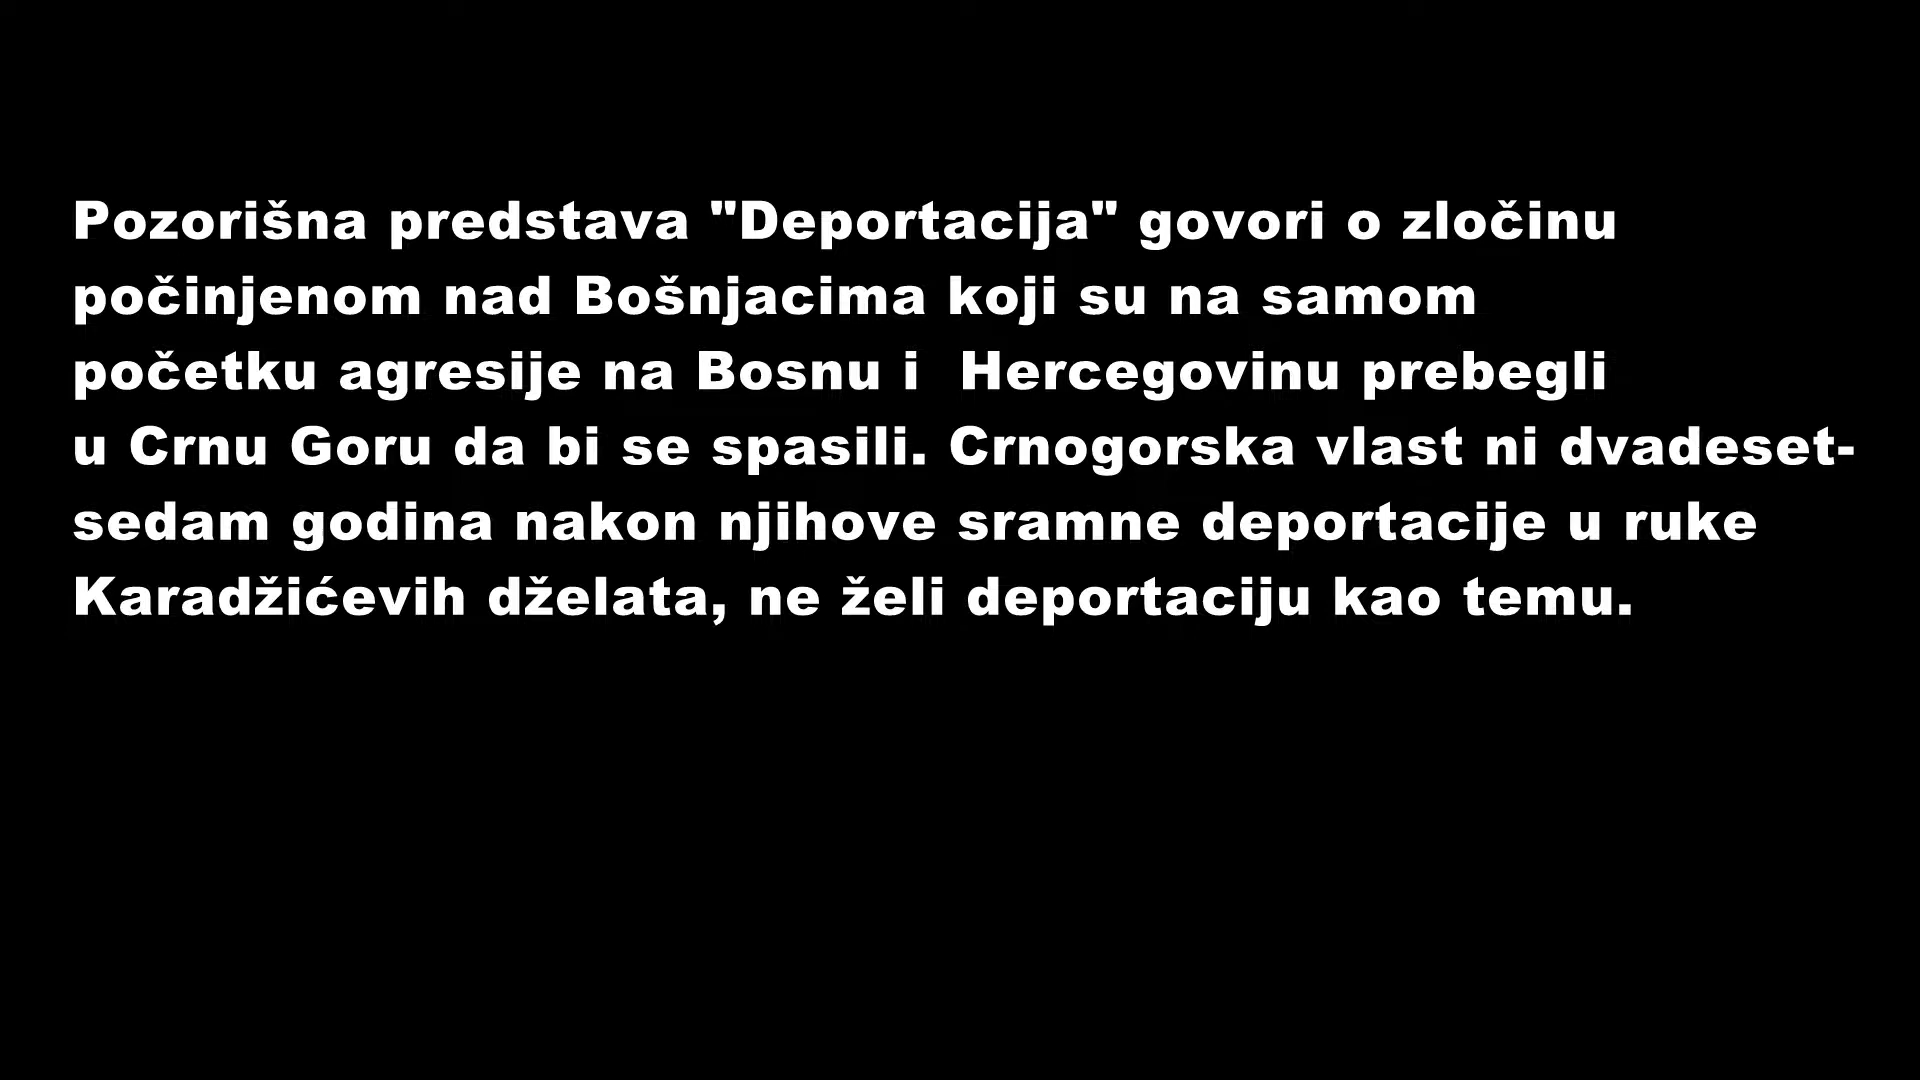 Pozorišna predstava "Deportacija" govori o zločinu
počinjenom nad Bošnjacima koji su na samom
početku agresije na Bosnu i  Hercegovinu prebegli
u Crnu Goru da bi se spasili. Crnogorska vlast ni dvadeset-
sedam godina nakon njihove sramne deportacije u ruke
Karadžićevih dželata, ne želi deportaciju kao temu.